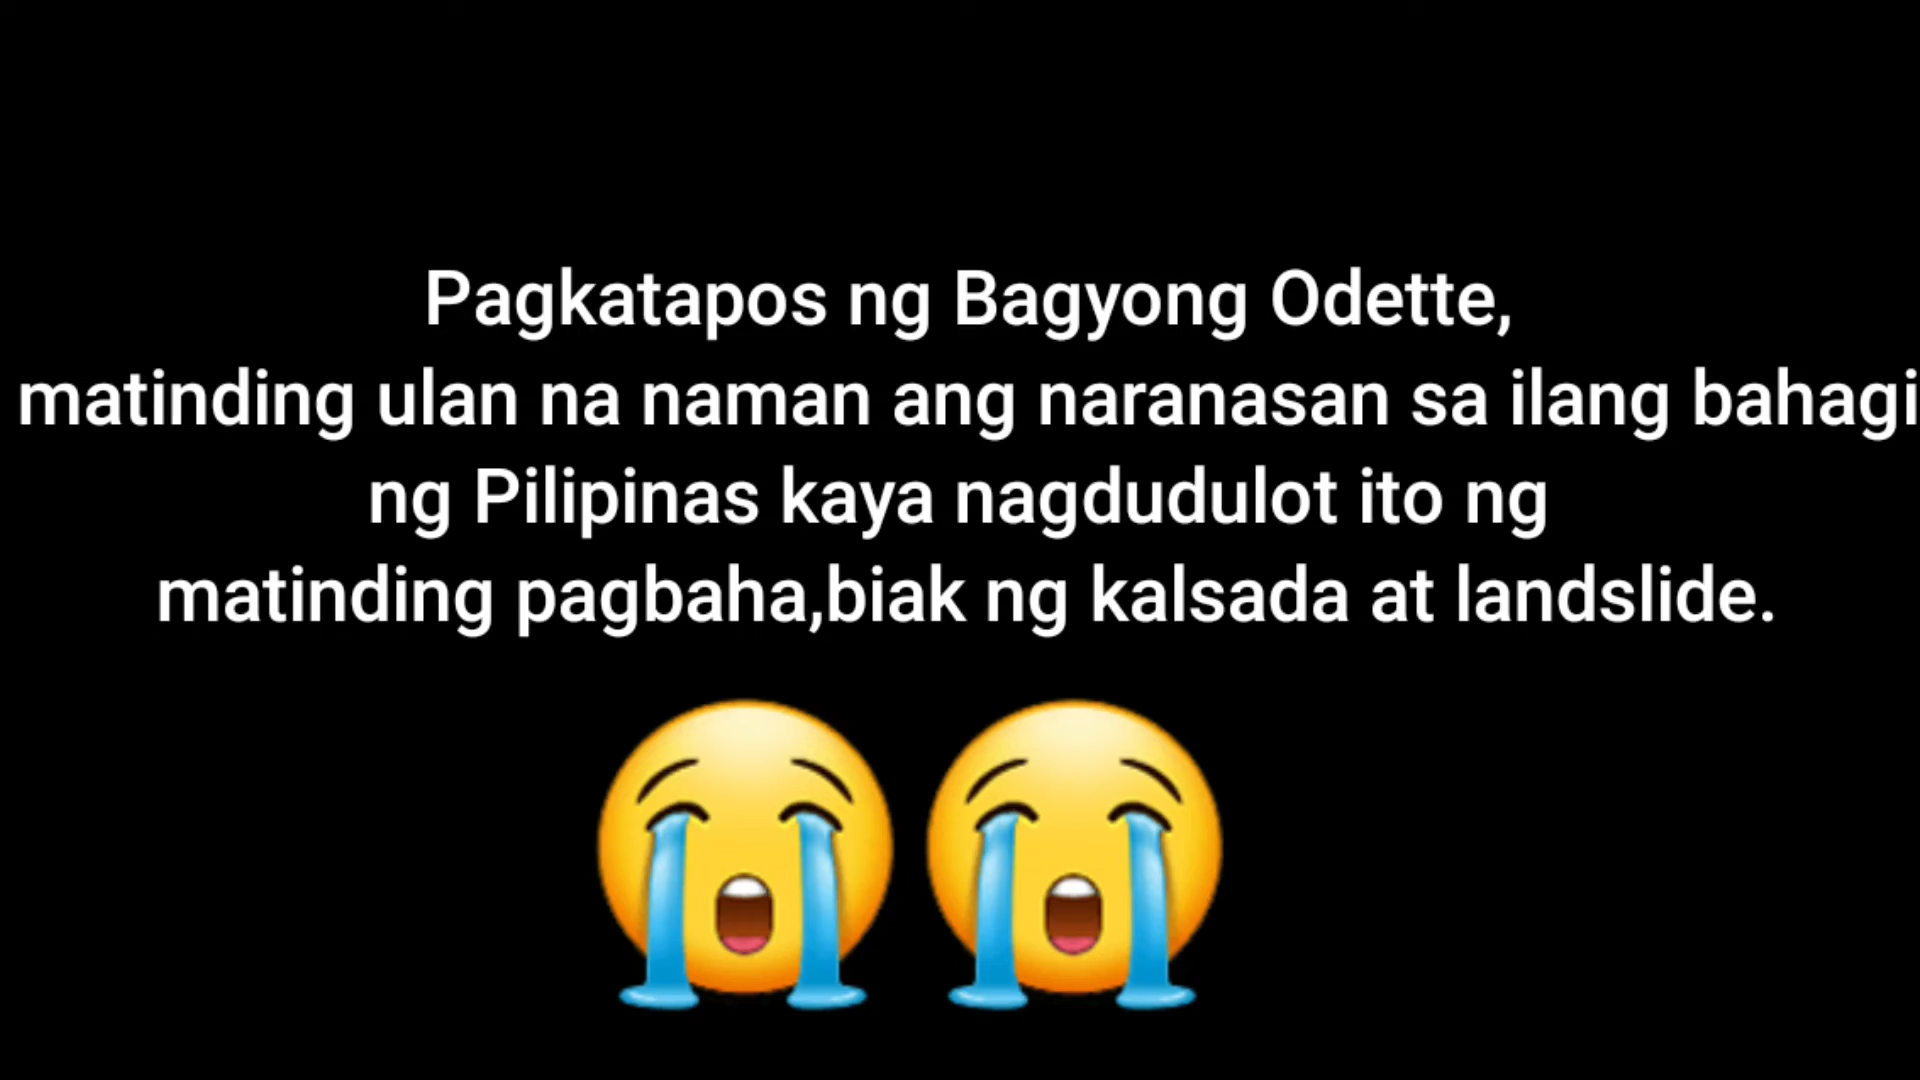 Pagkatapos ng Bagyong Odette,
matinding ulan na naman ang naranasan sa ilang bahagi
ng Pilipinas kaya nagdudulot ito ng
matinding pagbaha,biak ng kalsada at landslide.